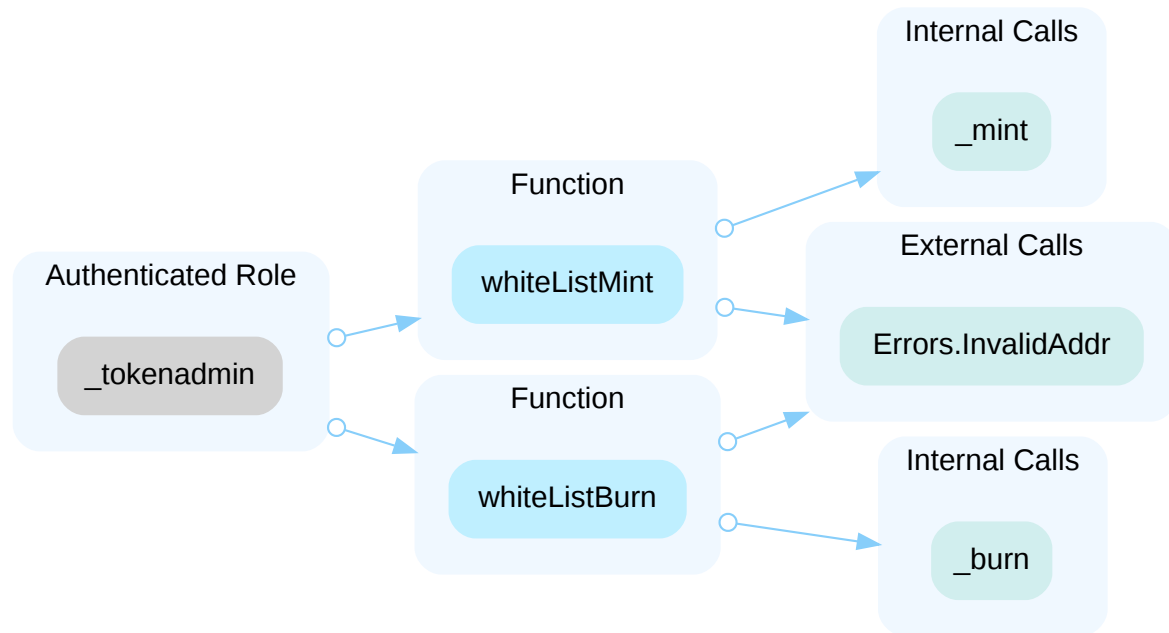 Authenticated Role
_tokenadmin
Function
whiteListMint
Function
whiteListBurn
Internal Calls
_mint
External Calls
Errors.InvalidAddr
Internal Calls
_burn